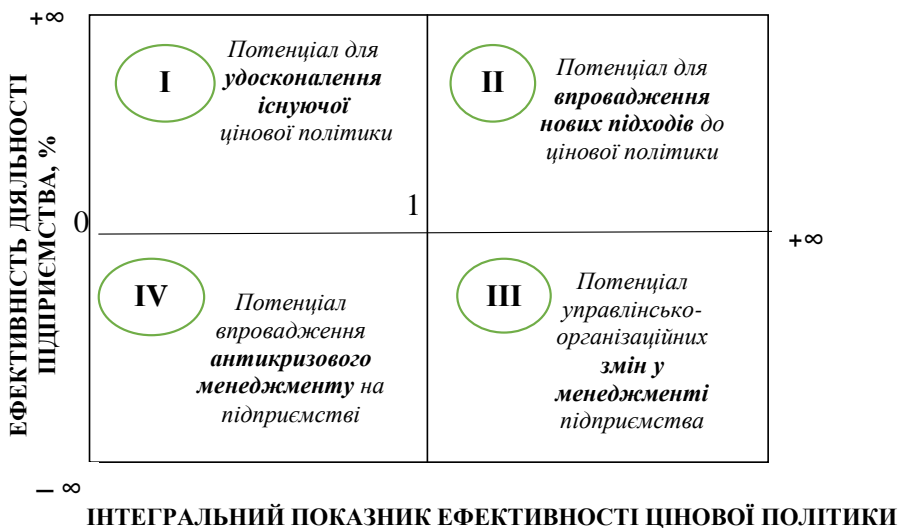 +∞
ЕФЕКТИВНІСТЬ ДІЯЛЬНОСТІ
ПІДПРИЄМСТВА, %
I
Потенціал для
удосконалення
існуючої
цінової політики
II
Потенціал для
впровадження
нових підходів до
цінової політики
0
1
+∞
IV
Потенціал
впровадження
антикризового
менеджменту на
підприємстві
III
Потенціал
управлінсько-
організаційних
змін у
менеджменті
підприємства
– ∞
ІНТЕГРАЛЬНИЙ ПОКАЗНИК ЕФЕКТИВНОСТІ ЦІНОВОЇ ПОЛІТИКИ